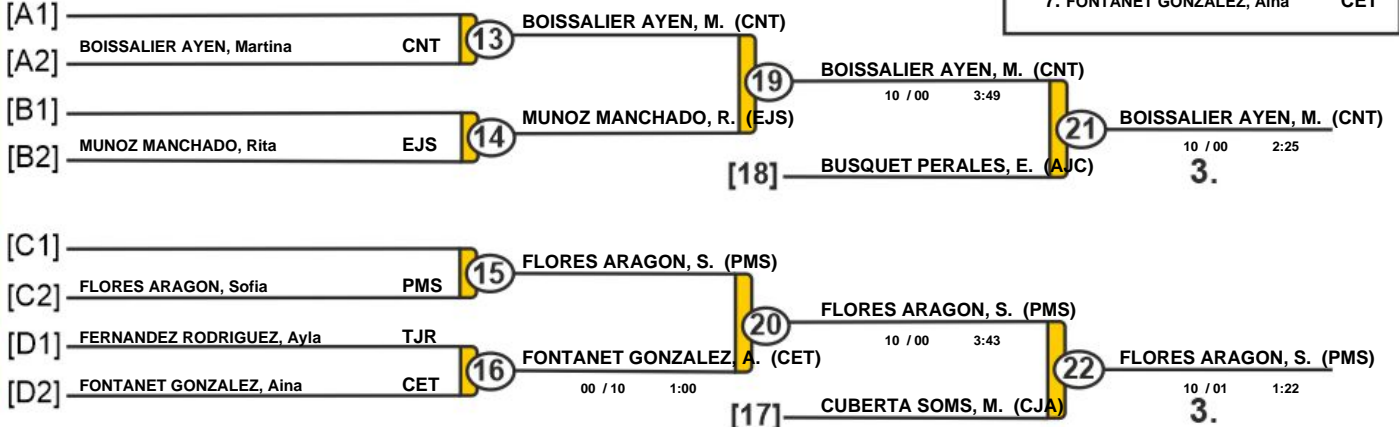 7. FONTANET GONZALEZ, Aina CET
[A1]
BOISSALIER AYEN, M. (CNT)
BOISSALIER AYEN, Martina CNT
13
[A2]
19
BOISSALIER AYEN, M. (CNT)
10 / 00 3:49
[B1]
MUNOZ MANCHADO, R. (EJS)
21
BOISSALIER AYEN, M. (CNT)
MUNOZ MANCHADO, Rita EJS
14
10 / 00 2:25
[B2]
[18]
BUSQUET PERALES, E. (AJC)
3.
[C1]
FLORES ARAGON, S. (PMS)
FLORES ARAGON, Sofia PMS
15
[C2]
20
FLORES ARAGON, S. (PMS)
[D1]
FERNANDEZ RODRIGUEZ, Ayla TJR
10 / 00 3:43
FONTANET GONZALEZ, A. (CET)
22
FLORES ARAGON, S. (PMS)
16
[D2]
FONTANET GONZALEZ, Aina CET
00 / 10 1:00
10 / 01 1:22
[17]
CUBERTA SOMS, M. (CJA)
3.